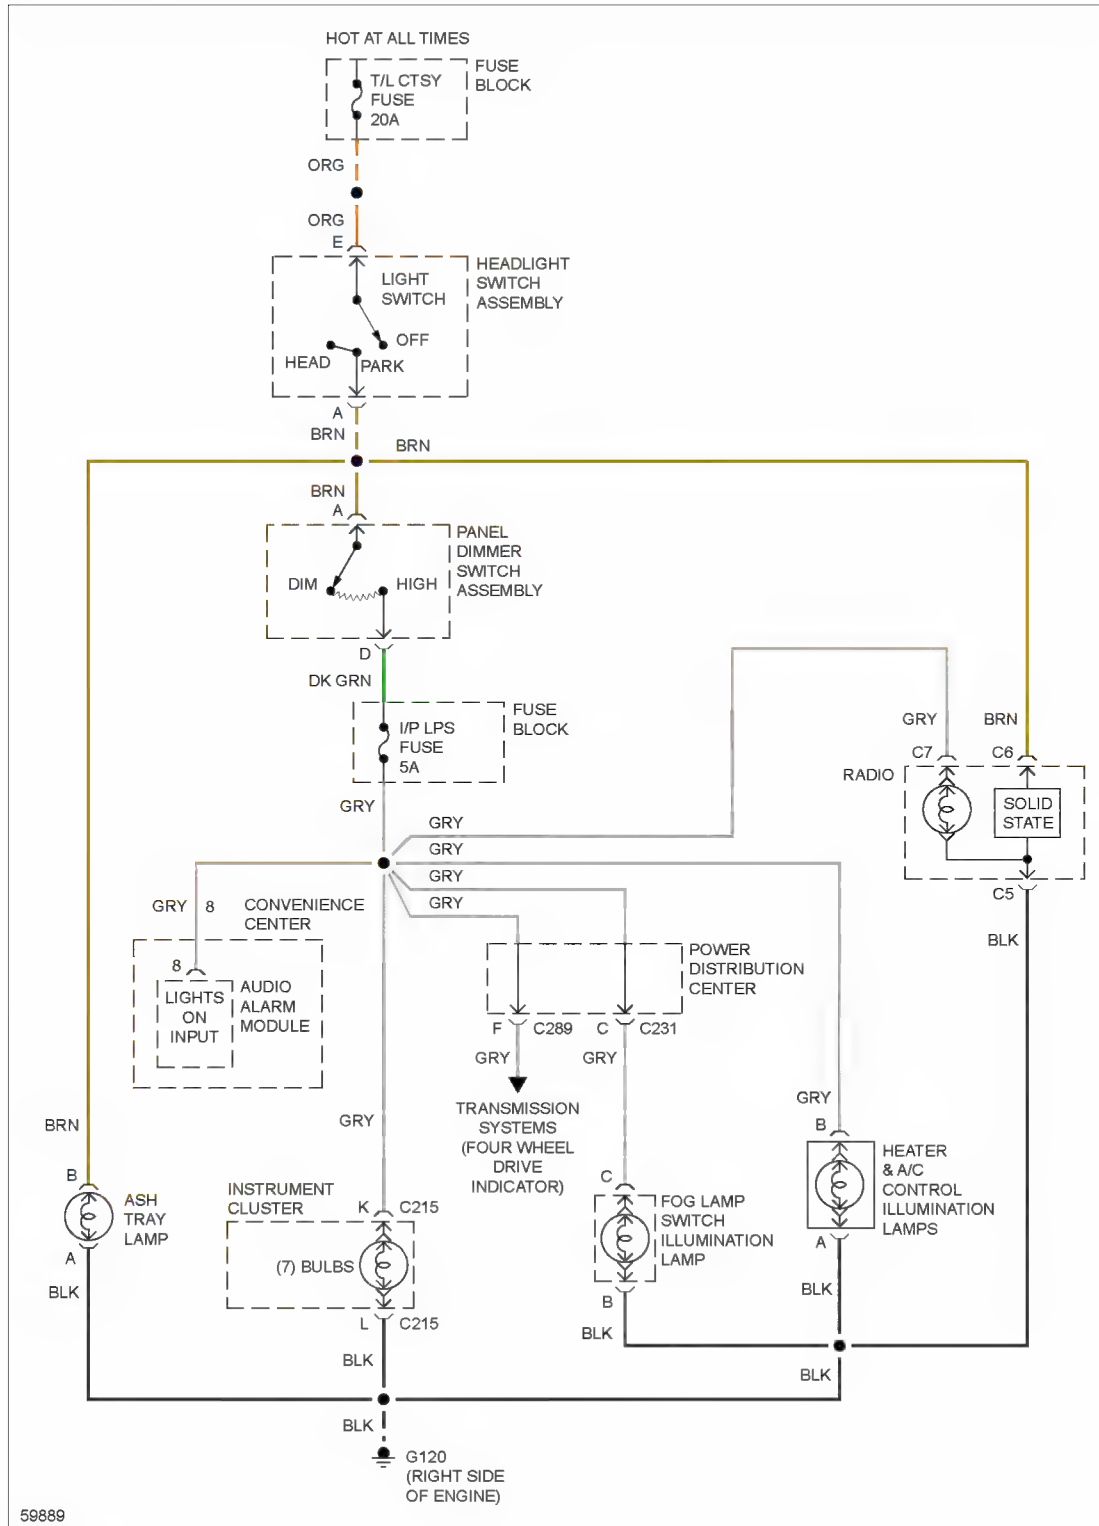 HOT AT ALL TIMES
T/L CTSY
FUSE
20A
FUSE
BLOCK
ORG
ORG
E
LIGHT
SWITCH
HEADLIGHT
SWITCH
ASSEMBLY
OFF
HEAD
PARK
A
BRN
BRN
BRN
A
PANEL
DIMMER
SWITCH
ASSEMBLY
DIM
HIGH
D
DK GRN
I/P LPS
FUSE
5A
FUSE
BLOCK
GRY
GRY
GRY
GRY
GRY
GRY
BRN
C7
C6
RADIO
SOLID
STATE
C5
BLK
GRY
8
CONVENIENCE
CENTER
8
LIGHTS
ON
INPUT
AUDIO
ALARM
MODULE
POWER
DISTRIBUTION
CENTER
F
C289
C
C231
GRY
GRY
TRANSMISSION
SYSTEMS
(FOUR WHEEL
DRIVE
INDICATOR)
GRY
GRY
B
HEATER
& A/C
CONTROL
ILLUMINATION
LAMPS
A
BLK
BRN
B
ASH
TRAY
LAMP
A
BLK
INSTRUMENT
CLUSTER
K
C215
(7) BULBS
L
C215
BLK
C
FOG LAMP
SWITCH
ILLUMINATION
LAMP
B
BLK
BLK
BLK
G120
(RIGHT SIDE
OF ENGINE)
59889